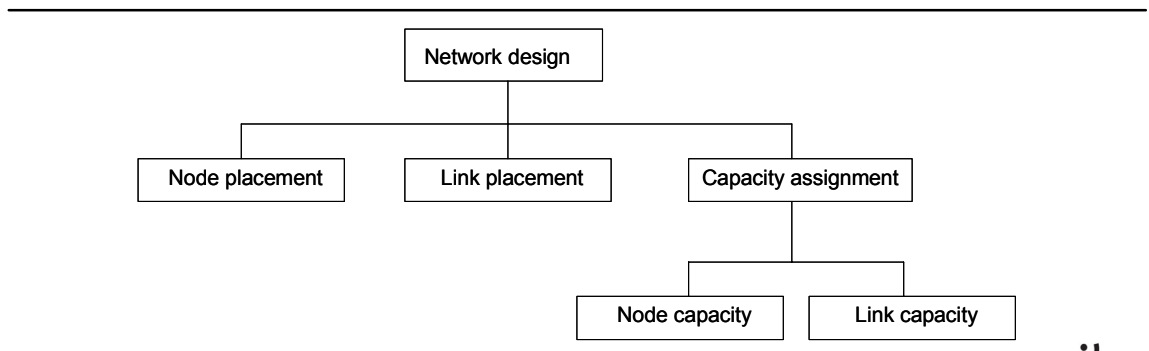 Network design
Node placement
Link placement
Capacity assignment
Node capacity
Link capacity